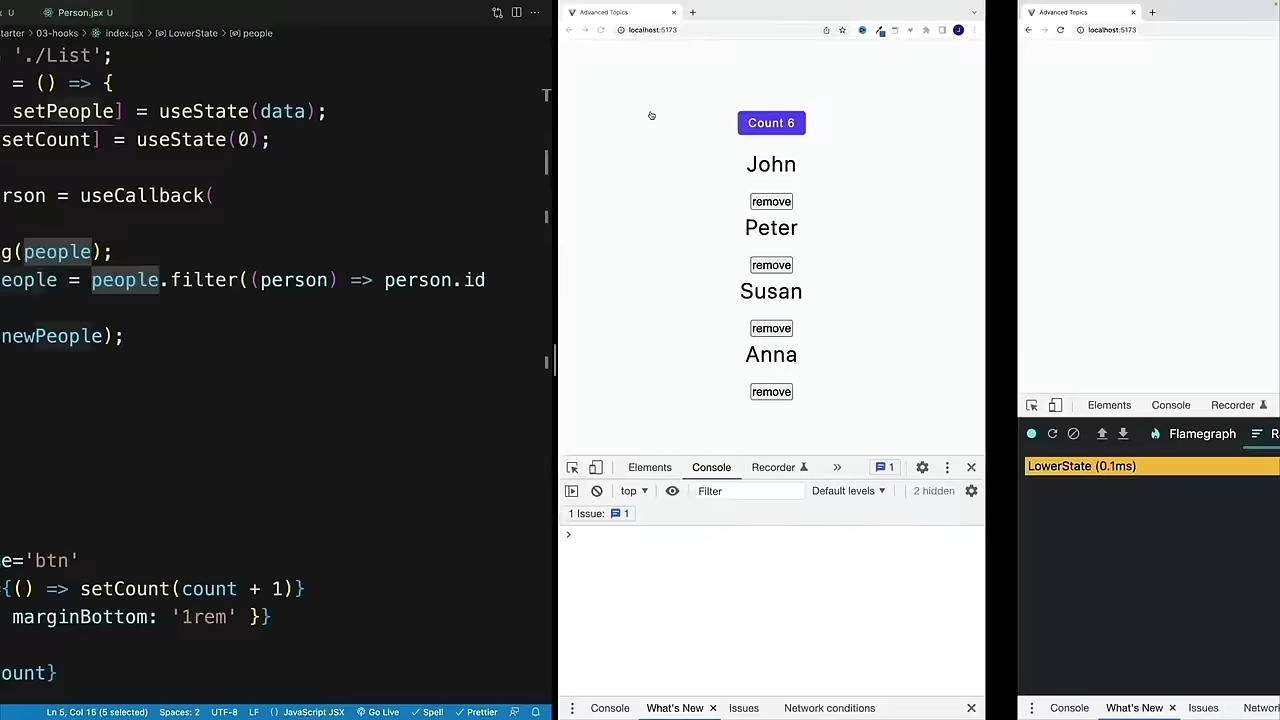 U
Person.jsx
U
tarter > 03-hooks > index.jsx > LowerState > people
'./List';
= () => {
setPeople] = useState(data);
setCount] = useState(0);
rson = useCallback(
g(people);
eople = people.filter((person) => person.id
newPeople);
e='btn'
{() => setCount(count + 1)}
marginBottom: '1rem' }}
ount}
Ln 5, Col 15 (5 selected)
Spaces: 2
UTF-8
LF
{} JavaScript JSX
Go Live
Spell
Prettier
Advanced Topics
localhost:5173
J
Count 6
John
remove
Peter
remove
Susan
remove
Anna
remove
Elements
Console
Recorder
1
top
Filter
Default levels
2 hidden
1 Issue:
1
>
Console
What's New
Issues
Network conditions
Advanced Topics
localhost:5173
Elements
Console
Recorder
Flamegraph
R
LowerState (0.1ms)
Console
What's New
Issues
Networ